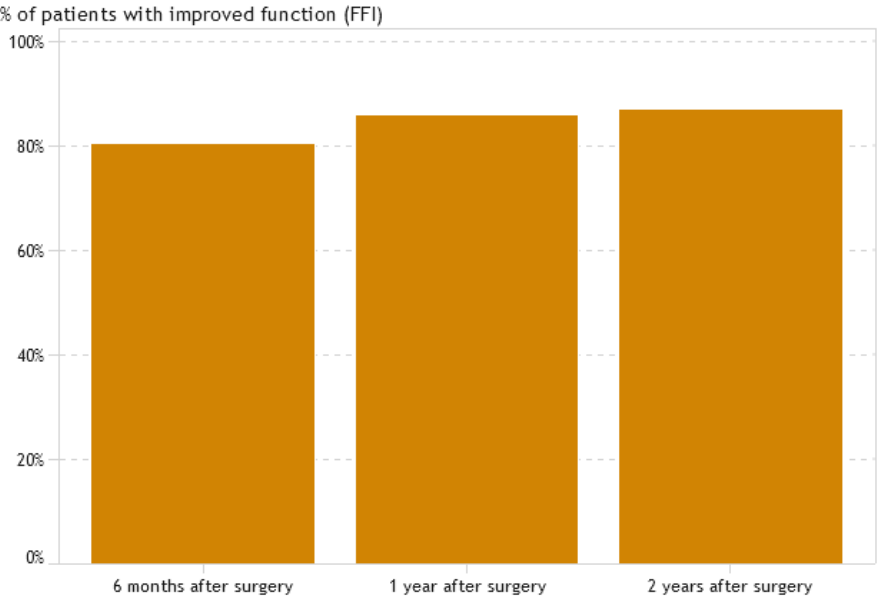 % of patients with improved function (FFI)
100%
80%
60%
40%
20%
0%
6 months after surgery
1 year after surgery
2 years after surgery